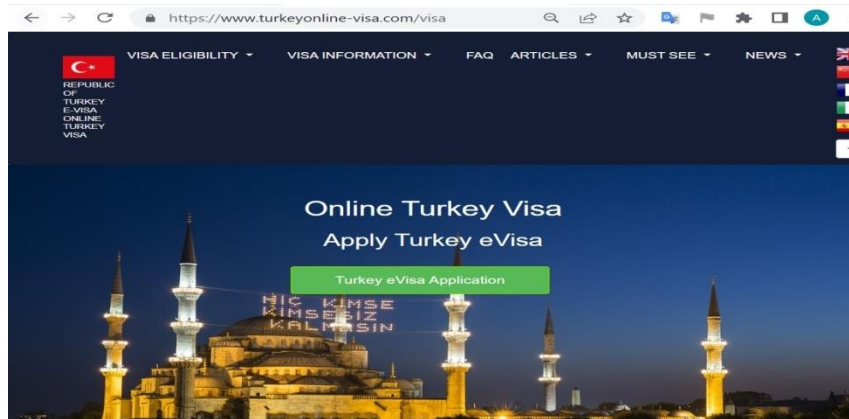 https://www.turkeyonline-visa.com/visa
A
VISA ELIGIBILITY
VISA INFORMATION
FAQ
ARTICLES
MUST SEE
NEWS
REPUBLIC
OF
TURKEY
E-VISA
ONLINE
TURKEY
VISA
Online Turkey Visa
Apply Turkey eVisa
Turkey eVisa Application
HİÇ KİMSE
KİMSESİZ
KALMASIN